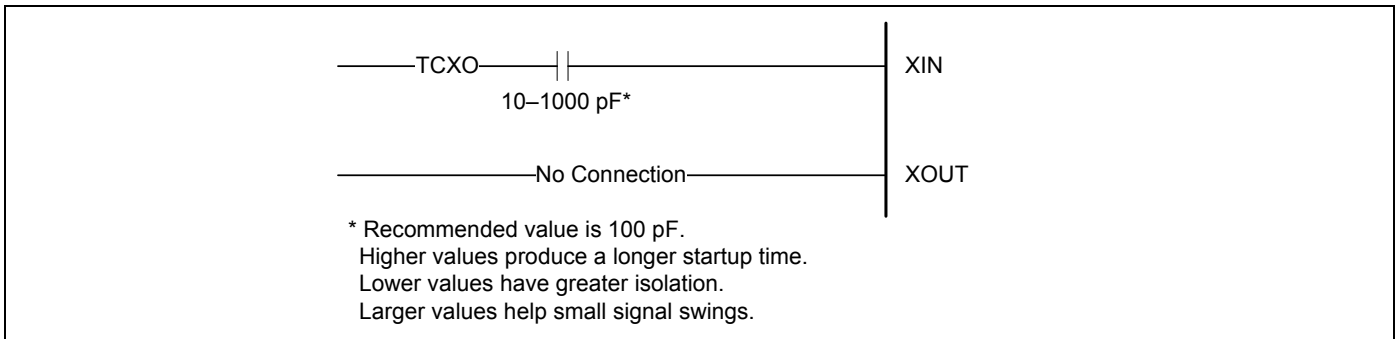 TCXO
XIN
10–1000 pF*
No Connection
XOUT
* Recommended value is 100 pF.
Higher values produce a longer startup time.
Lower values have greater isolation.
Larger values help small signal swings.